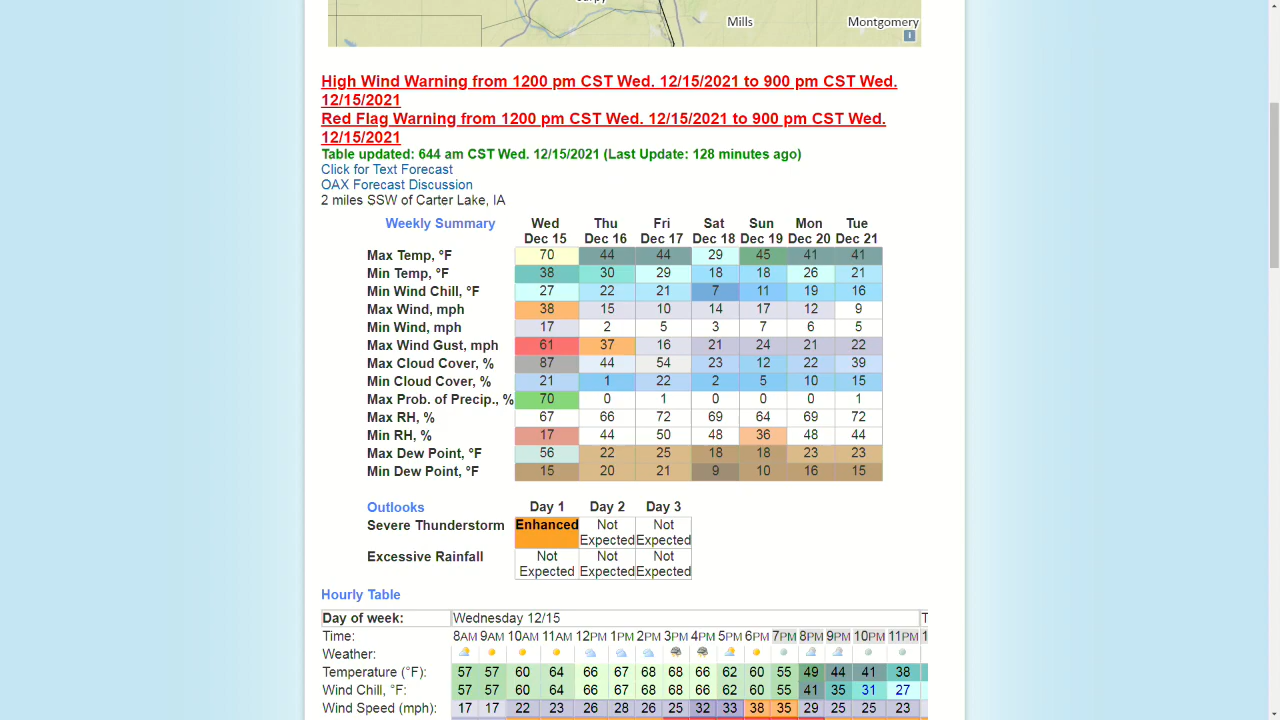 Mills
Montgomery
i
High Wind Warning from 1200 pm CST Wed. 12/15/2021 to 900 pm CST Wed.
12/15/2021
Red Flag Warning from 1200 pm CST Wed. 12/15/2021 to 900 pm CST Wed.
12/15/2021
Table updated: 644 am CST Wed. 12/15/2021 (Last Update: 128 minutes ago)
Click for Text Forecast
OAX Forecast Discussion
2 miles SSW of Carter Lake, IA
Weekly Summary Wed Thu Fri Sat Sun Mon Tue
Dec 15 Dec 16 Dec 17 Dec 18 Dec 19 Dec 20 Dec 21
Max Temp, °F 70 44 44 29 45 41 41
Min Temp, °F 38 30 29 18 18 26 21
Min Wind Chill, °F 27 22 21 7 11 19 16
Max Wind, mph 38 15 10 14 17 12 9
Min Wind, mph 17 2 5 3 7 6 5
Max Wind Gust, mph 61 37 16 21 24 21 22
Max Cloud Cover, % 87 44 54 23 12 22 39
Min Cloud Cover, % 21 1 22 2 5 10 15
Max Prob. of Precip., % 70 0 1 0 0 0 1
Max RH, % 67 66 72 69 64 69 72
Min RH, % 17 44 50 48 36 48 44
Max Dew Point, °F 56 22 25 18 18 23 23
Min Dew Point, °F 15 20 21 9 10 16 15
Outlooks Day 1 Day 2 Day 3
Severe Thunderstorm Enhanced Not Not
Expected Expected
Excessive Rainfall Not Not Not
Expected Expected Expected
Hourly Table
Day of week: Wednesday 12/15 T
Time: 8AM 9AM 10AM 11AM 12PM 1PM 2PM 3PM 4PM 5PM 6PM 7PM 8PM 9PM 10PM 11PM 1
Weather:
Temperature (°F): 57 57 60 64 66 67 68 68 66 62 60 55 49 44 41 38
Wind Chill, °F: 57 57 60 64 66 67 68 68 66 62 60 55 41 35 31 27
Wind Speed (mph): 17 17 22 23 26 28 26 25 32 33 38 35 29 25 25 23